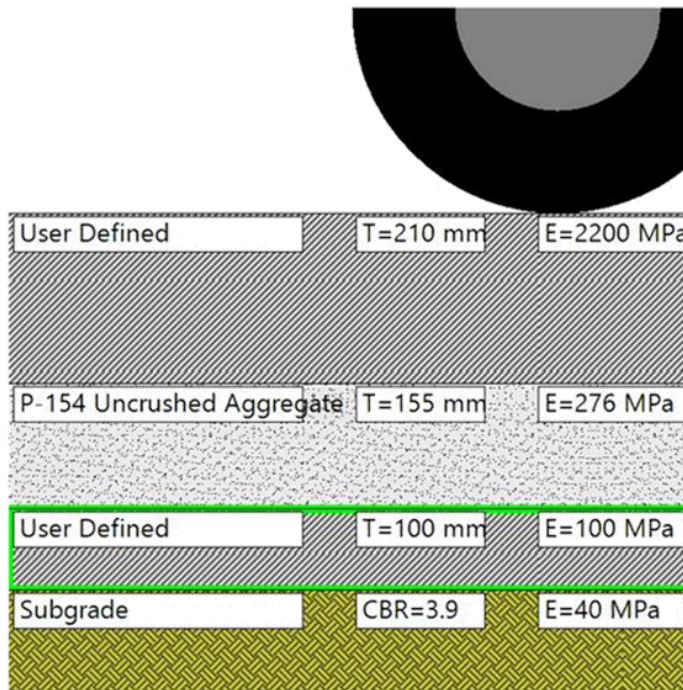 User Defined T=210 mm E=2200 MPa
P-154 Uncrushed Aggregate T=155 mm E=276 MPa
User Defined T=100 mm E=100 MPa
Subgrade CBR=3.9 E=40 MPa